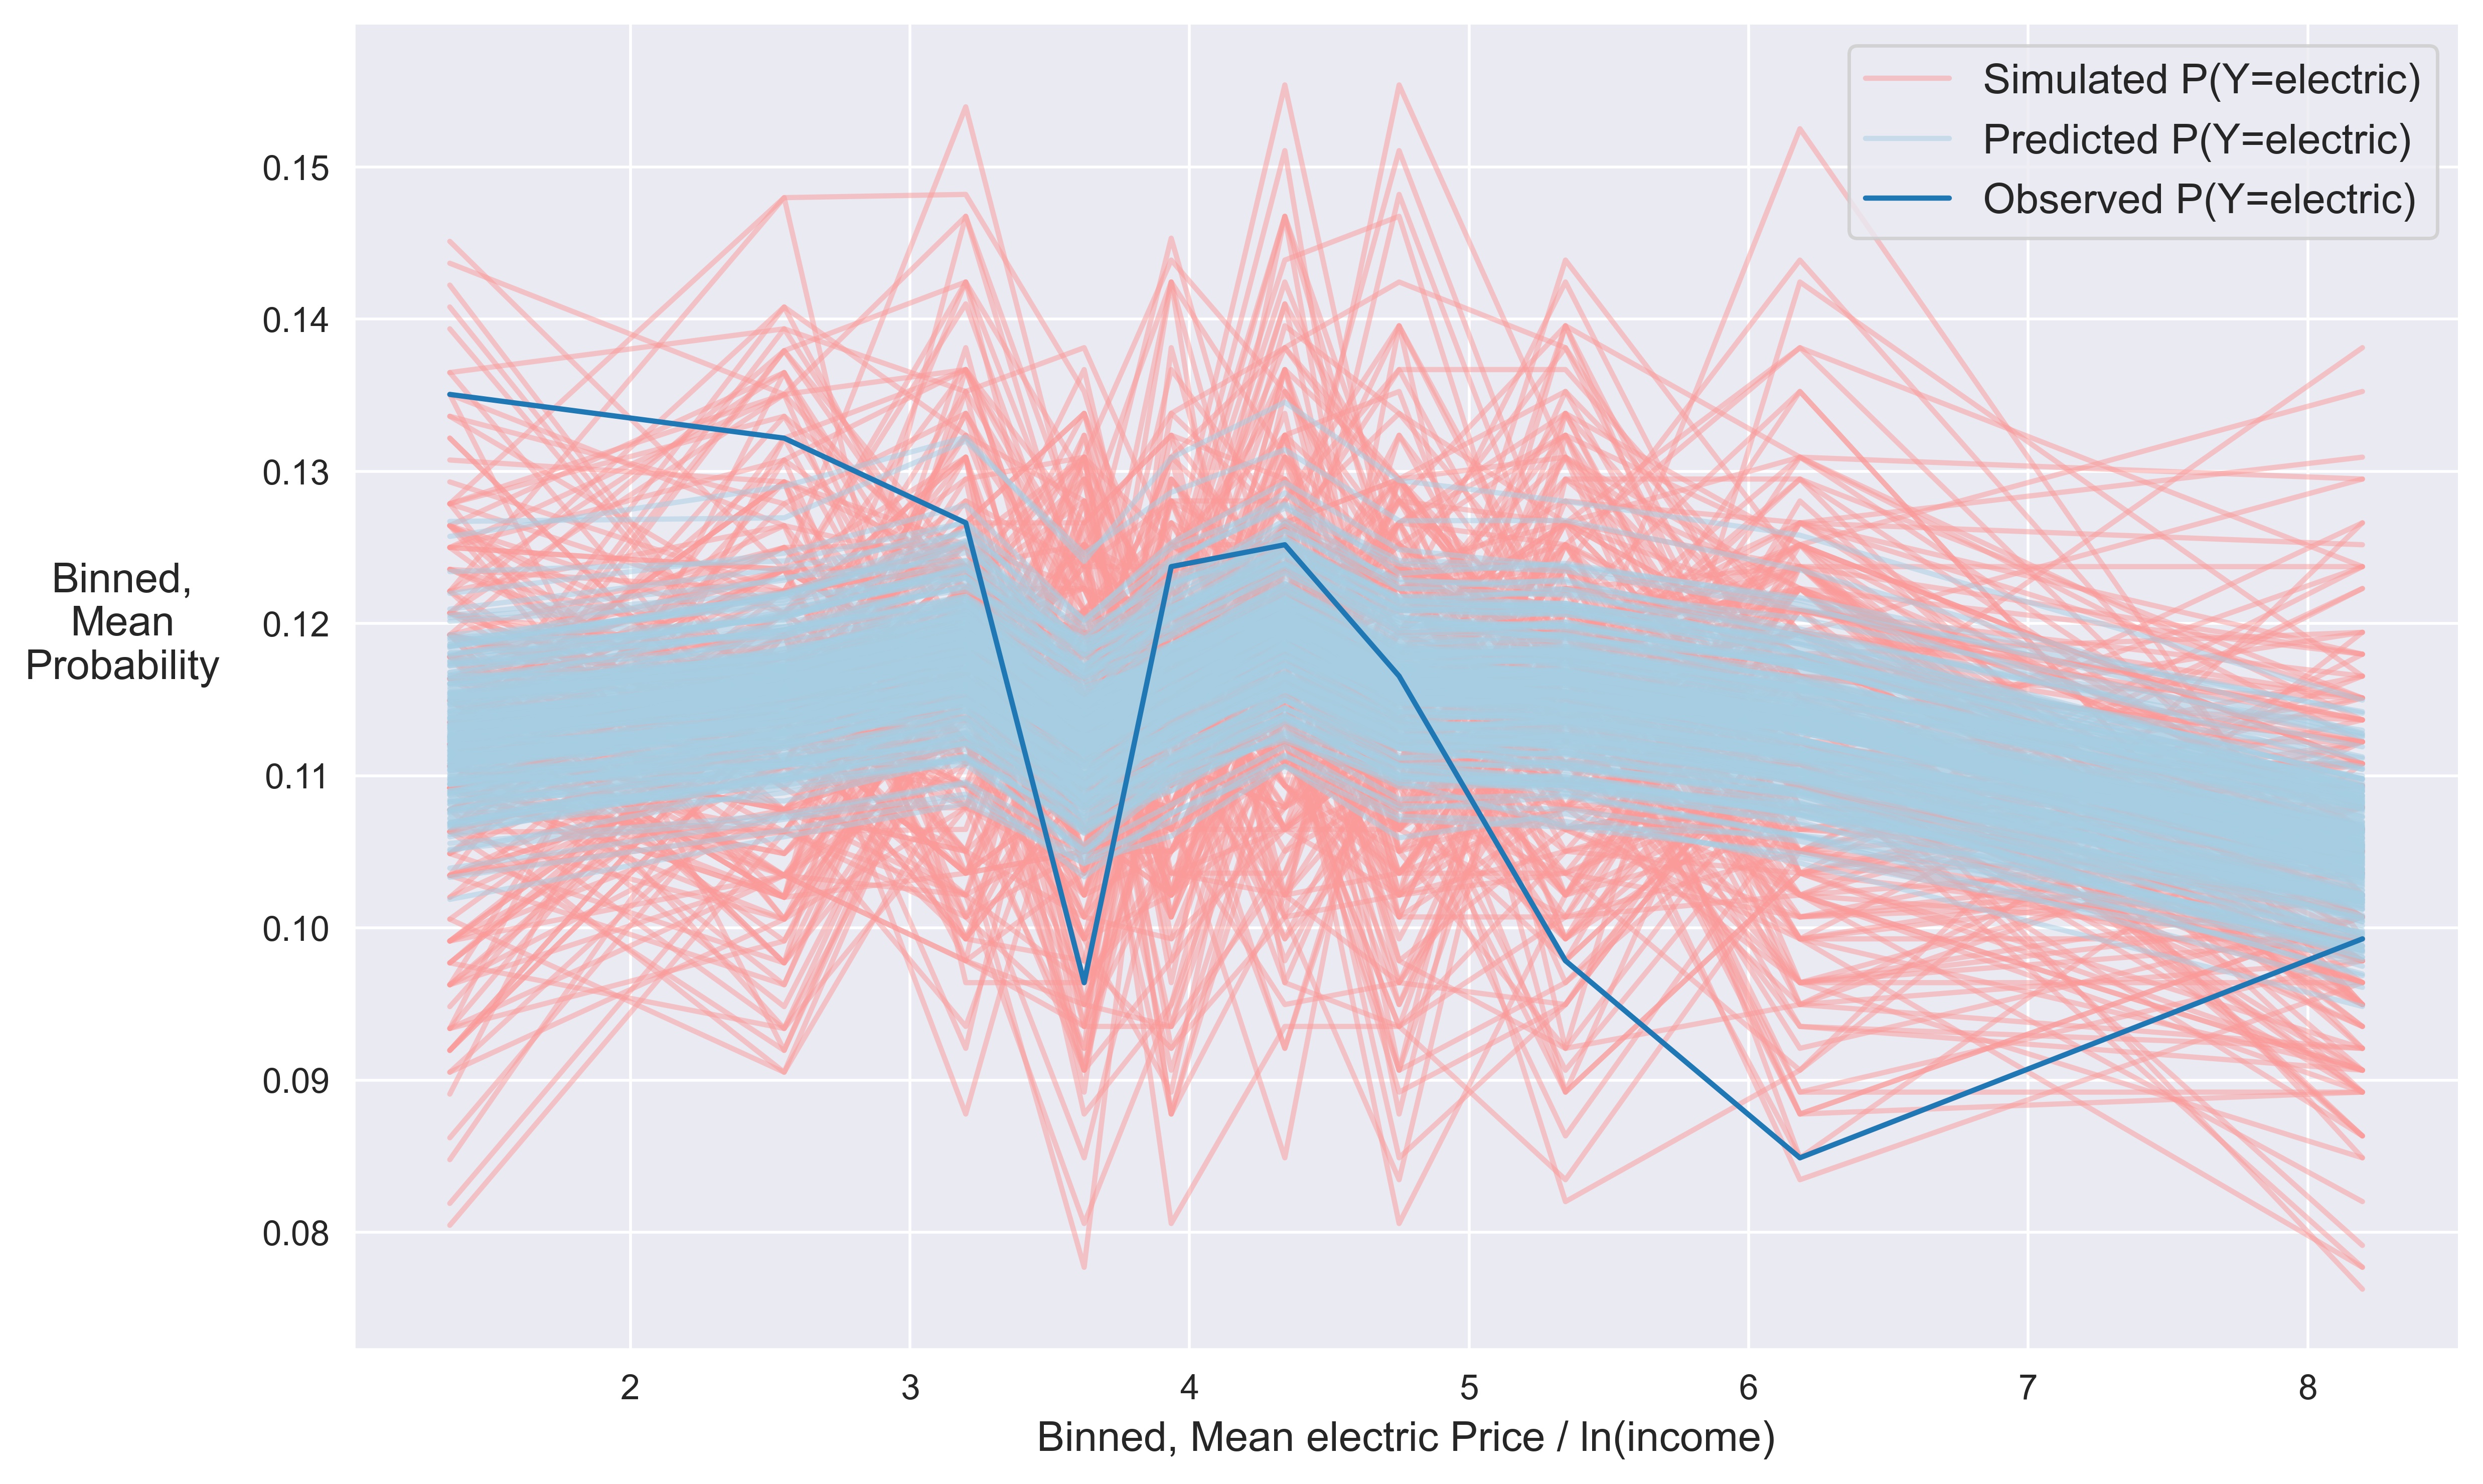 Simulated P(Y=electric)
Predicted P(Y=electric)
Observed P(Y=electric)
0.15
0.14
0.13
0.12
0.11
0.10
0.09
0.08
Binned,
Mean
Probability
2 3 4 5 6 7 8
Binned, Mean electric Price / ln(income)